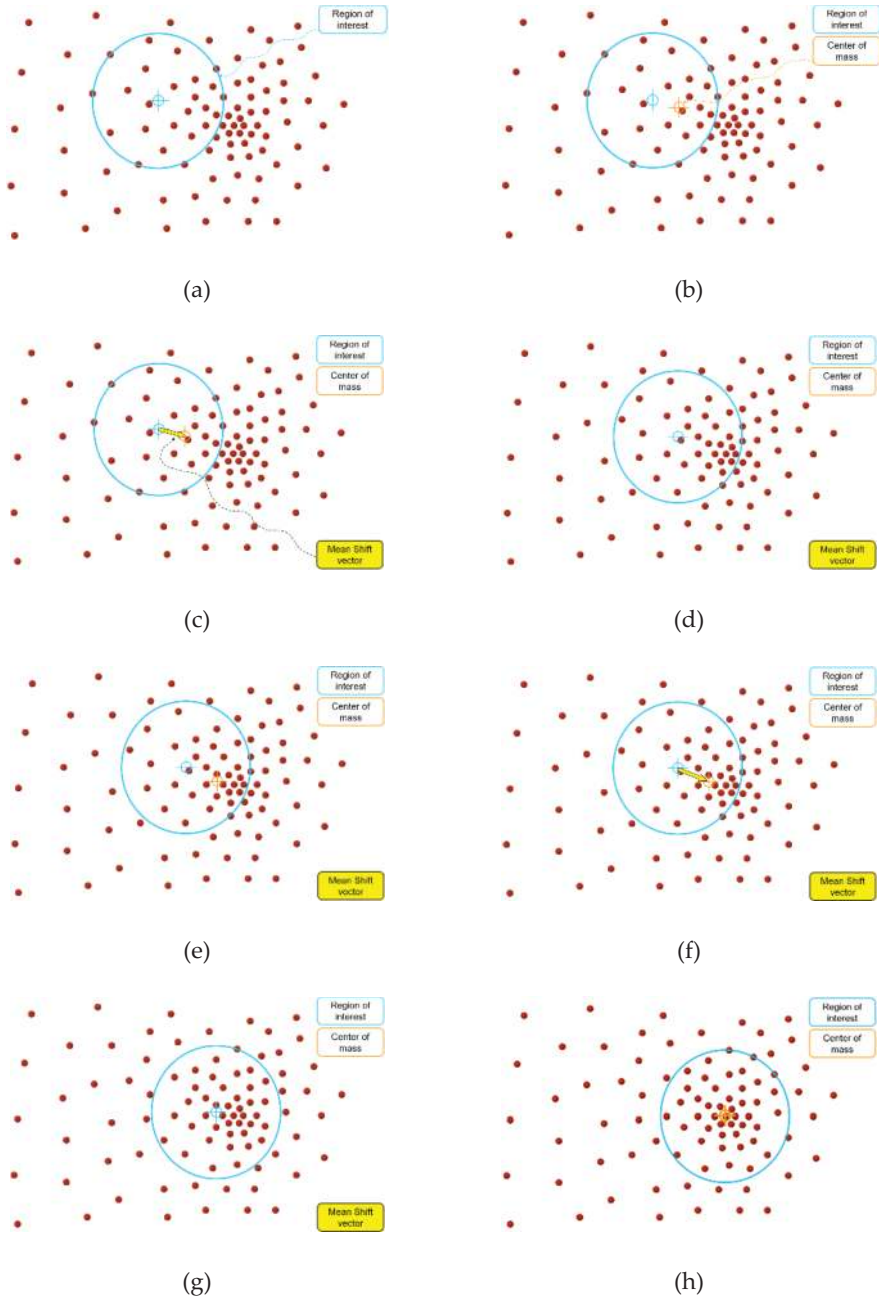 Region of
interest
(a)
Region of
interest
Center of
mass
(b)
Region of
interest
Center of
mass
Mean Shift
vector
(c)
Region of
interest
Center of
mass
Mean Shift
vector
(d)
Region of
interest
Center of
mass
Mean Shift
vector
(e)
Region of
interest
Center of
mass
Mean Shift
vector
(f)
Region of
interest
Center of
mass
Mean Shift
vector
(g)
Region of
interest
Center of
mass
(h)